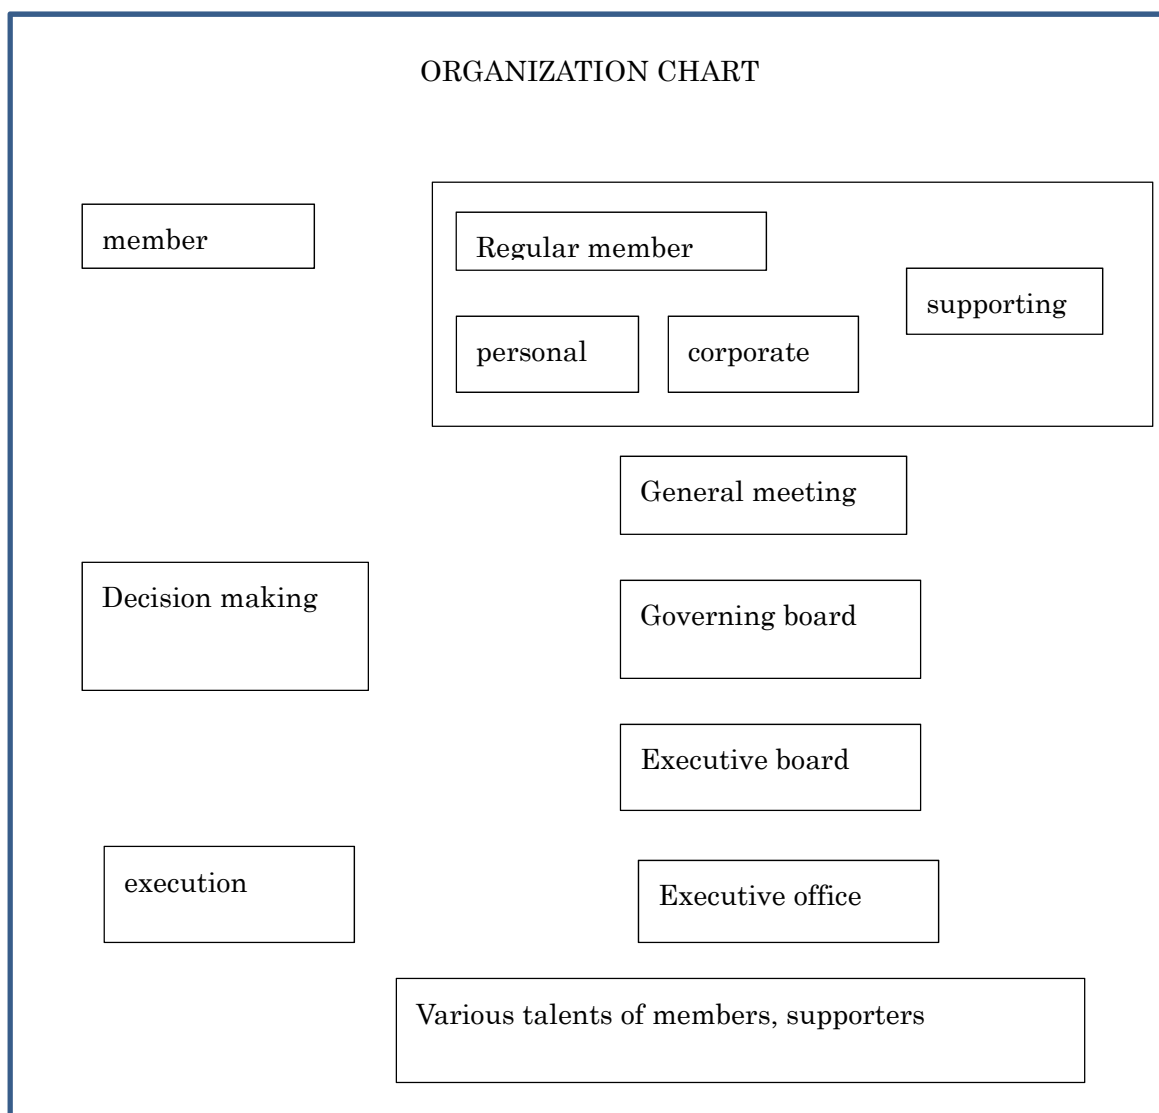 ORGANIZATION CHART
member
Regular member
supporting
personal
corporate
General meeting
Decision making
Governing board
Executive board
execution
Executive office
Various talents of members, supporters